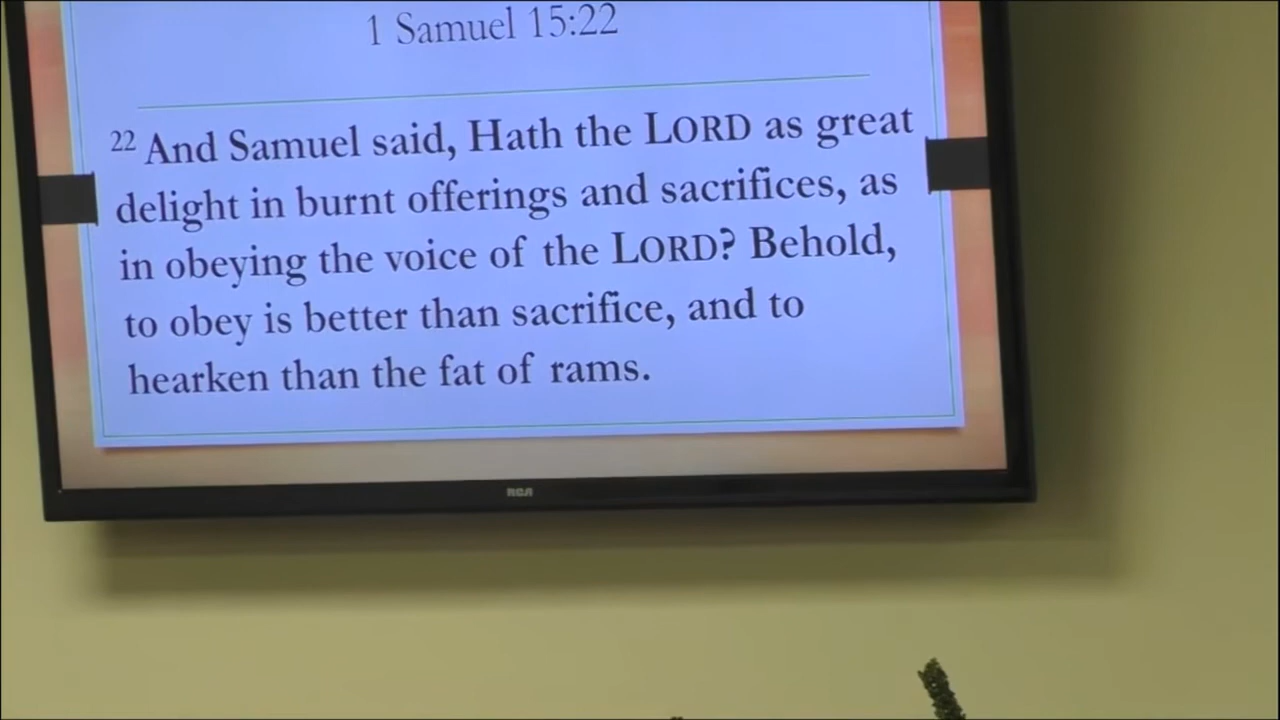 1 Samuel 15:22
22 And Samuel said, Hath the LORD as great
delight in burnt offerings and sacrifices, as
in obeying the voice of the LORD? Behold,
to obey is better than sacrifice, and to
hearken than the fat of rams.
RCA